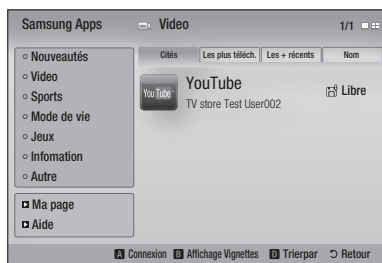 Samsung Apps
Video
1/1
Nouveautés
Video
Sports
Mode de vie
Jeux
Infomation
Autre
Ma page
Aide
Cités
Les plus téléch.
Les + récents
Nom
You Tube
YouTube
TV store Test User002
Libre
A Connexion B Affichage Vignettes D Trierpar Retour